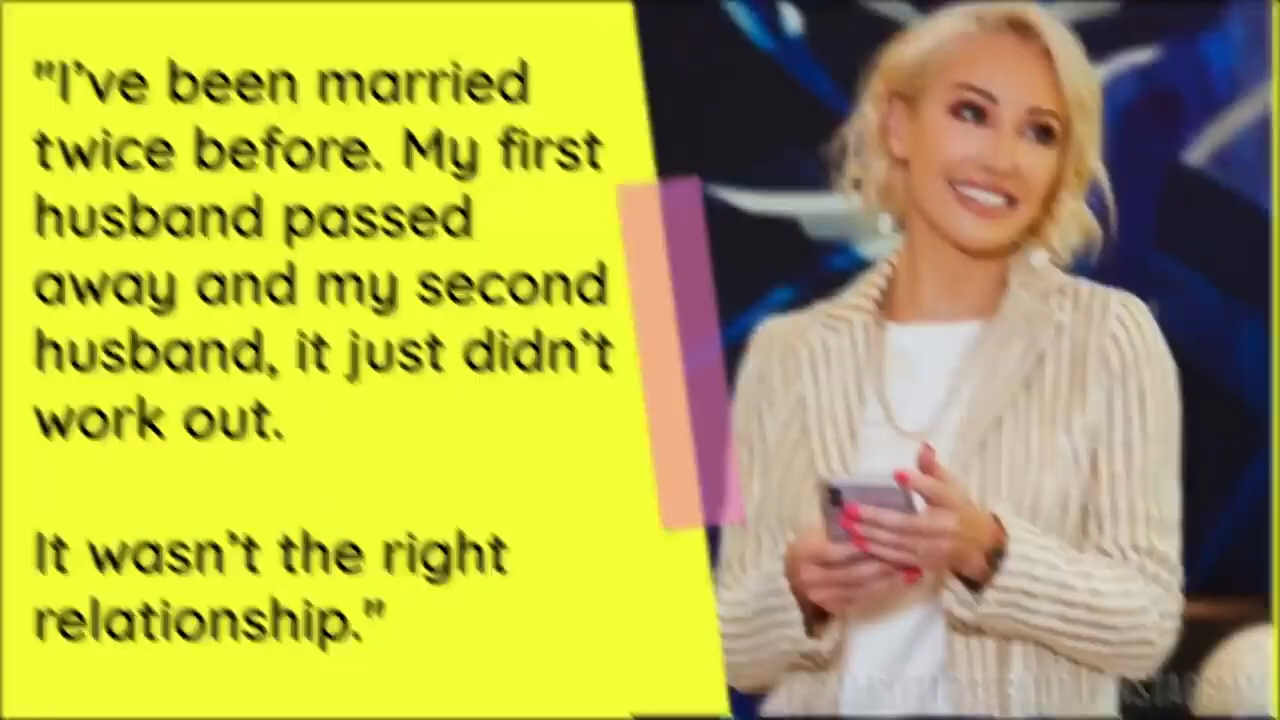 "I've been married
twice before. My first
husband passed
away and my second
husband, it just didn't
work out.
It wasn't the right
relationship."